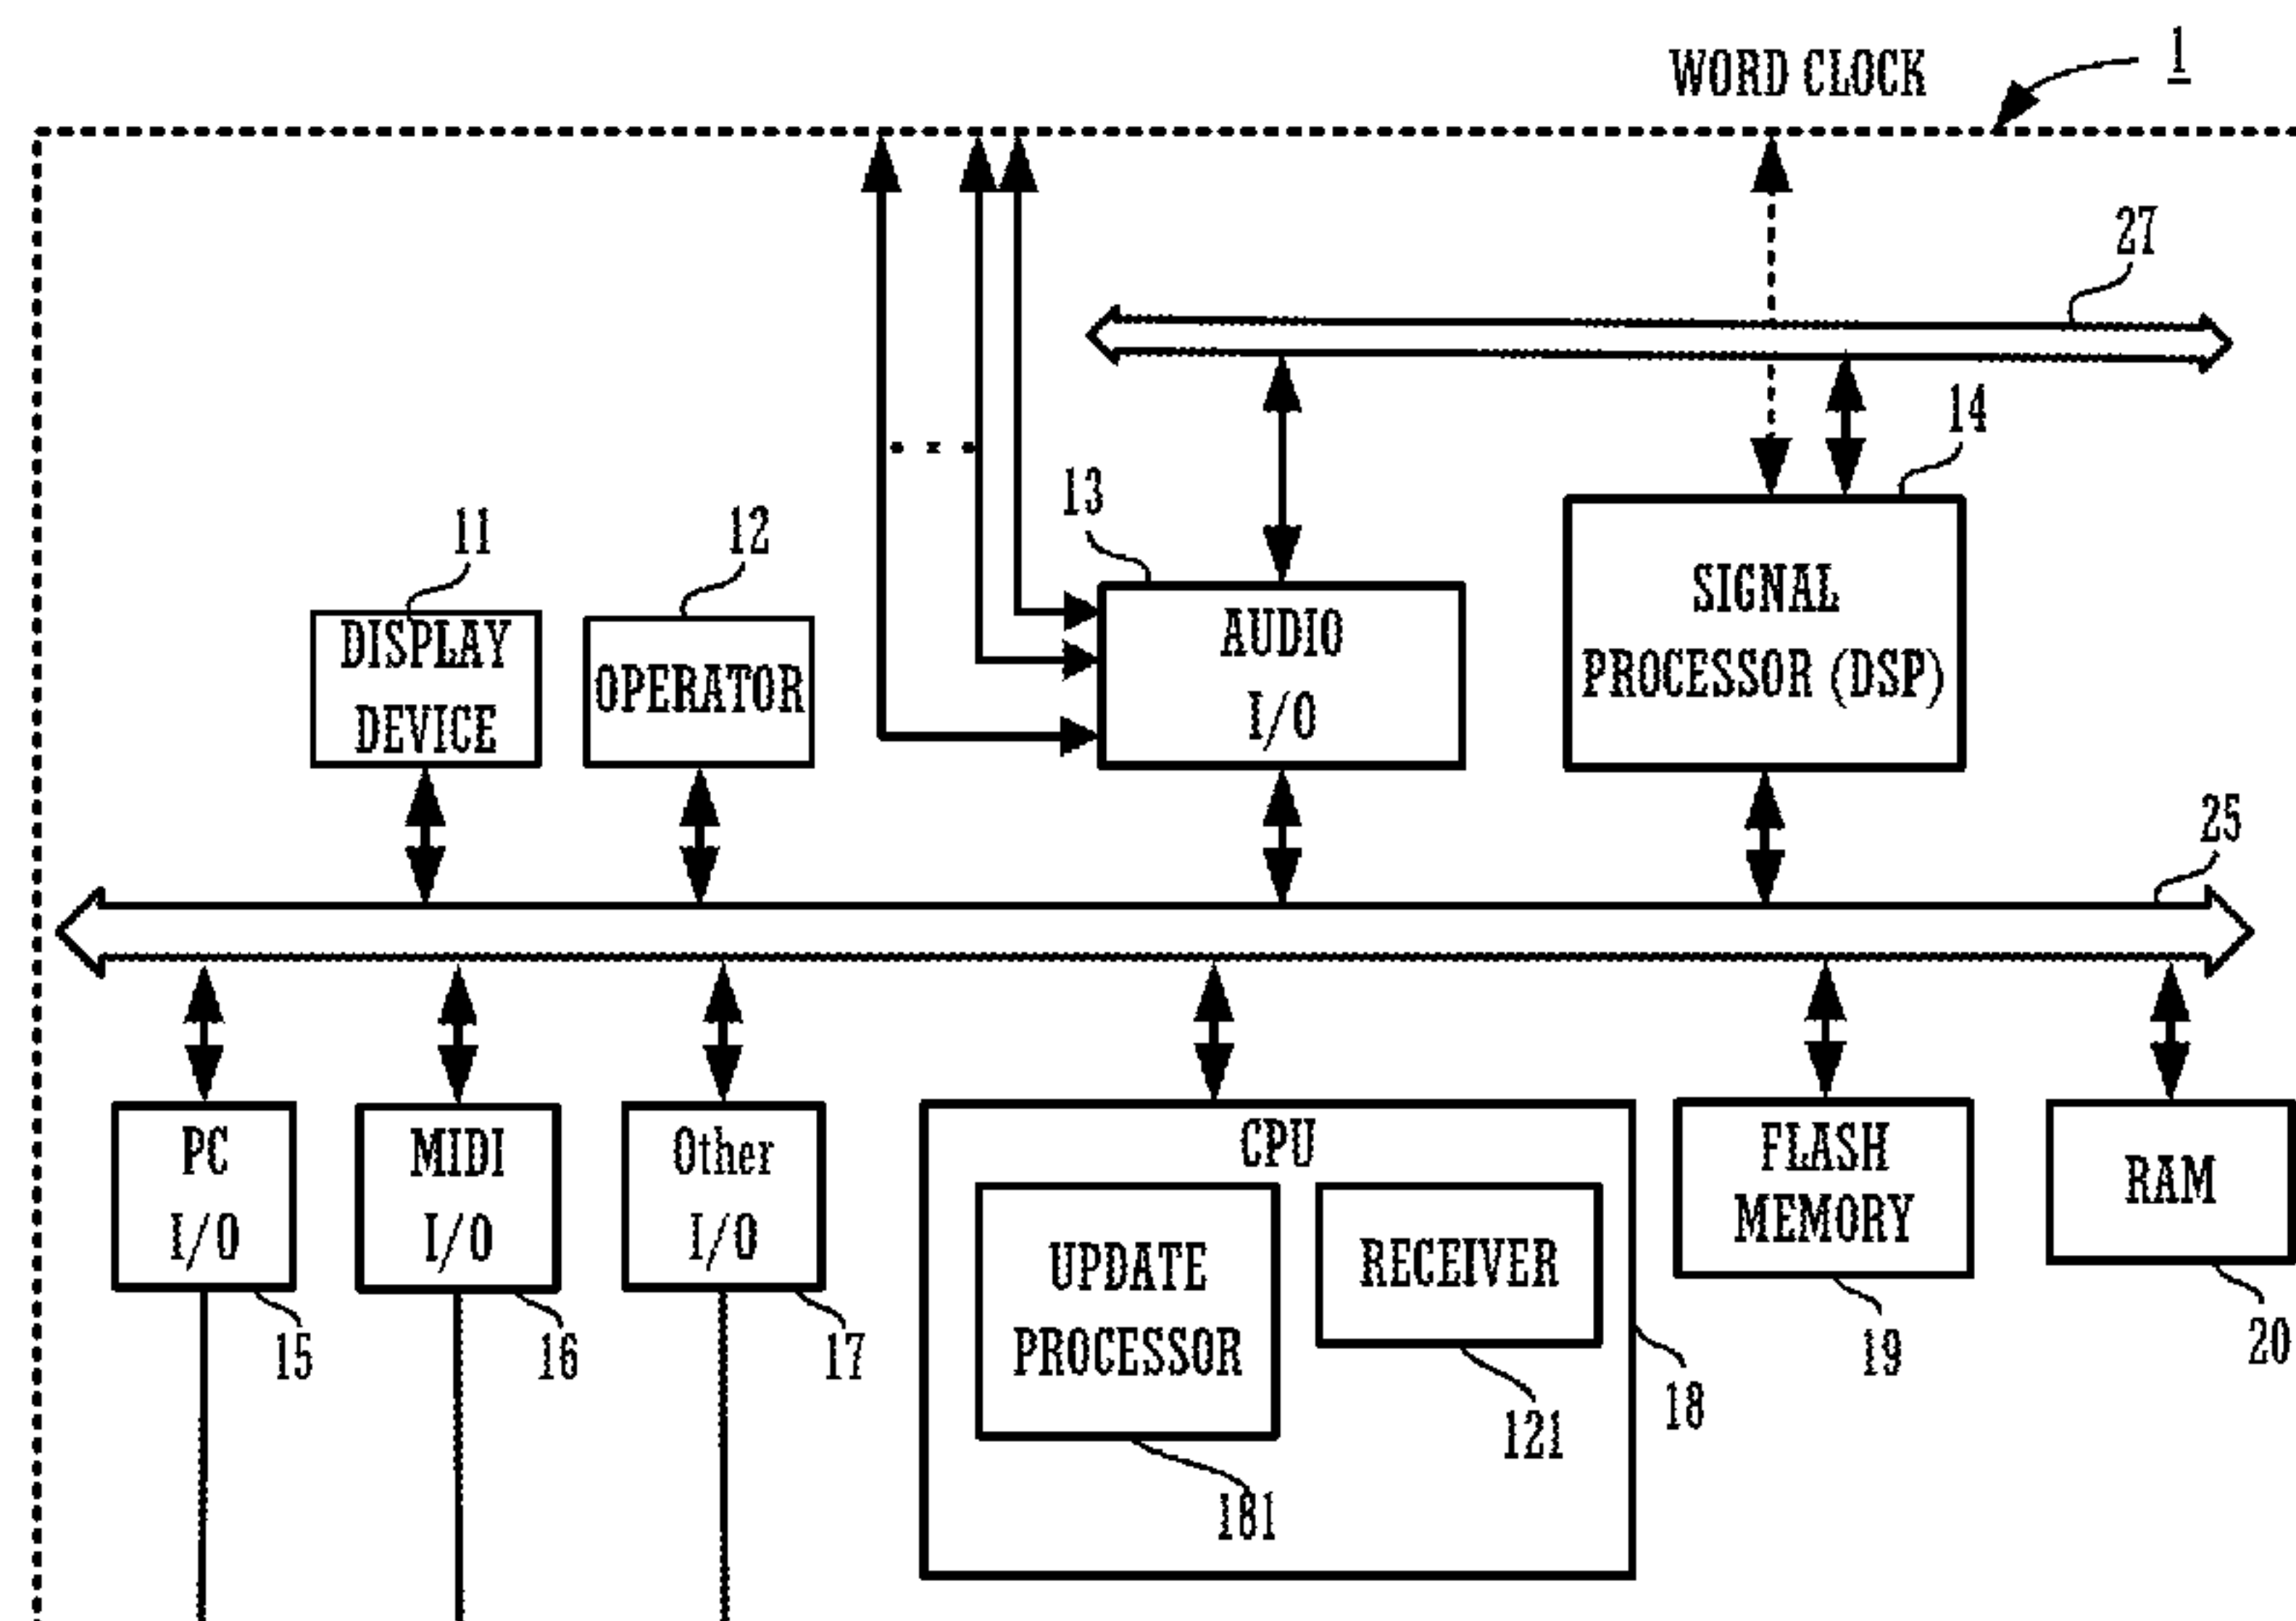 WORD CLOCK
1
27
14
13
11
12
SIGNAL
PROCESSOR (DSP)
AUDIO
I/O
DISPLAY
DEVICE
OPERATOR
25
PC
I/O
MIDI
I/O
Other
I/O
CPU
UPDATE
PROCESSOR
RECEIVER
FLASH
MEMORY
RAM
15
16
17
18
19
20
121
181